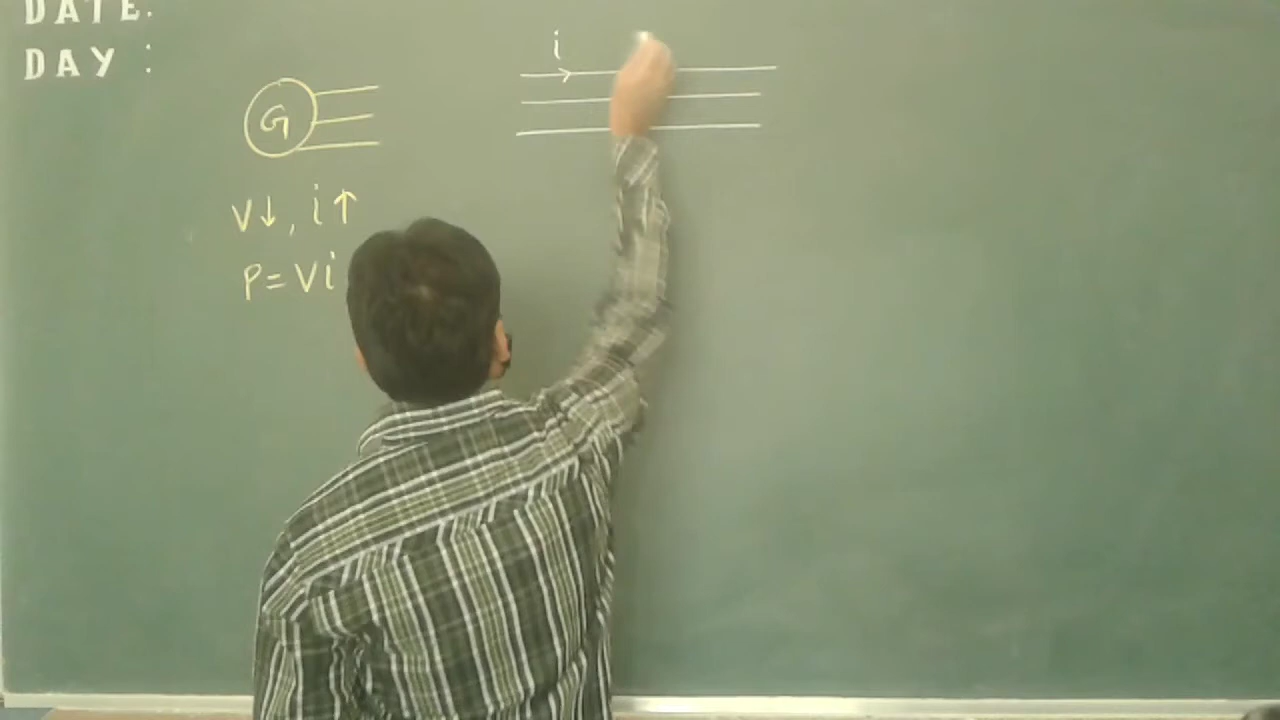 DATE:
DAY :
i
G
V↓, i↑
P=Vi